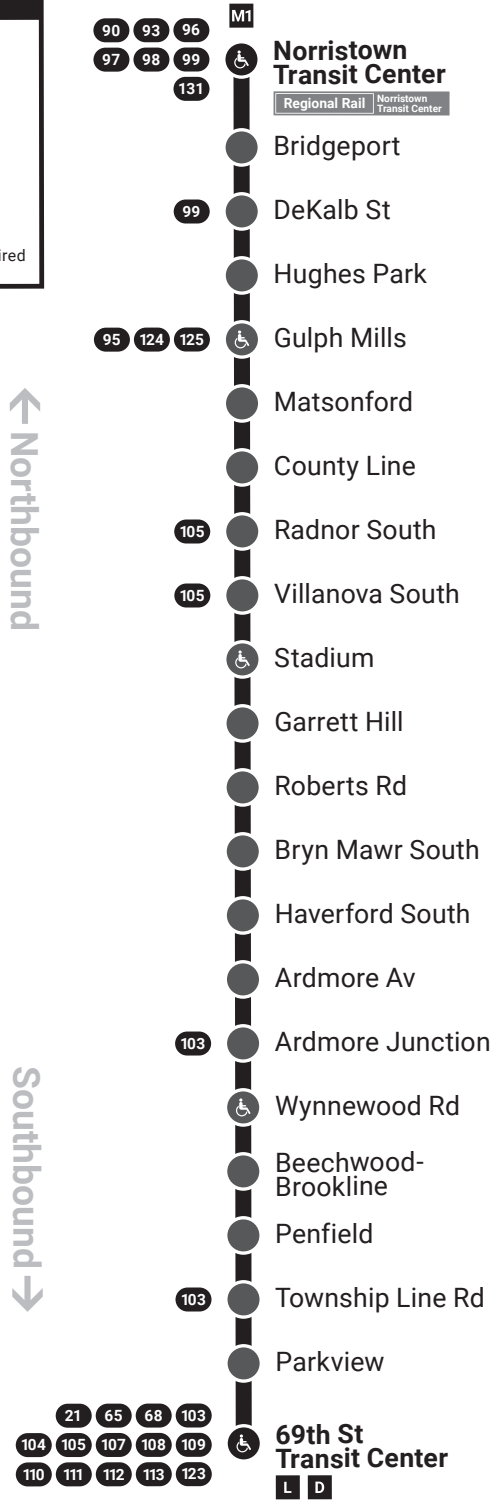 M1
90 93 96
97 98 99
131
Norristown
Transit Center
Regional Rail Norristown
Transit Center
Bridgeport
99 DeKalb St
ired
Hughes Park
95 124 125 Gulph Mills
Matsonford
← Northbound
County Line
105 Radnor South
105 Villanova South
Stadium
Garrett Hill
Roberts Rd
Bryn Mawr South
Haverford South
Ardmore Av
103 Ardmore Junction
Southbound →
Wynnewood Rd
Beechwood-
Brookline
Penfield
103 Township Line Rd
Parkview
21 65 68 103
104 105 107 108 109
110 111 112 113 123
69th St
Transit Center
L D